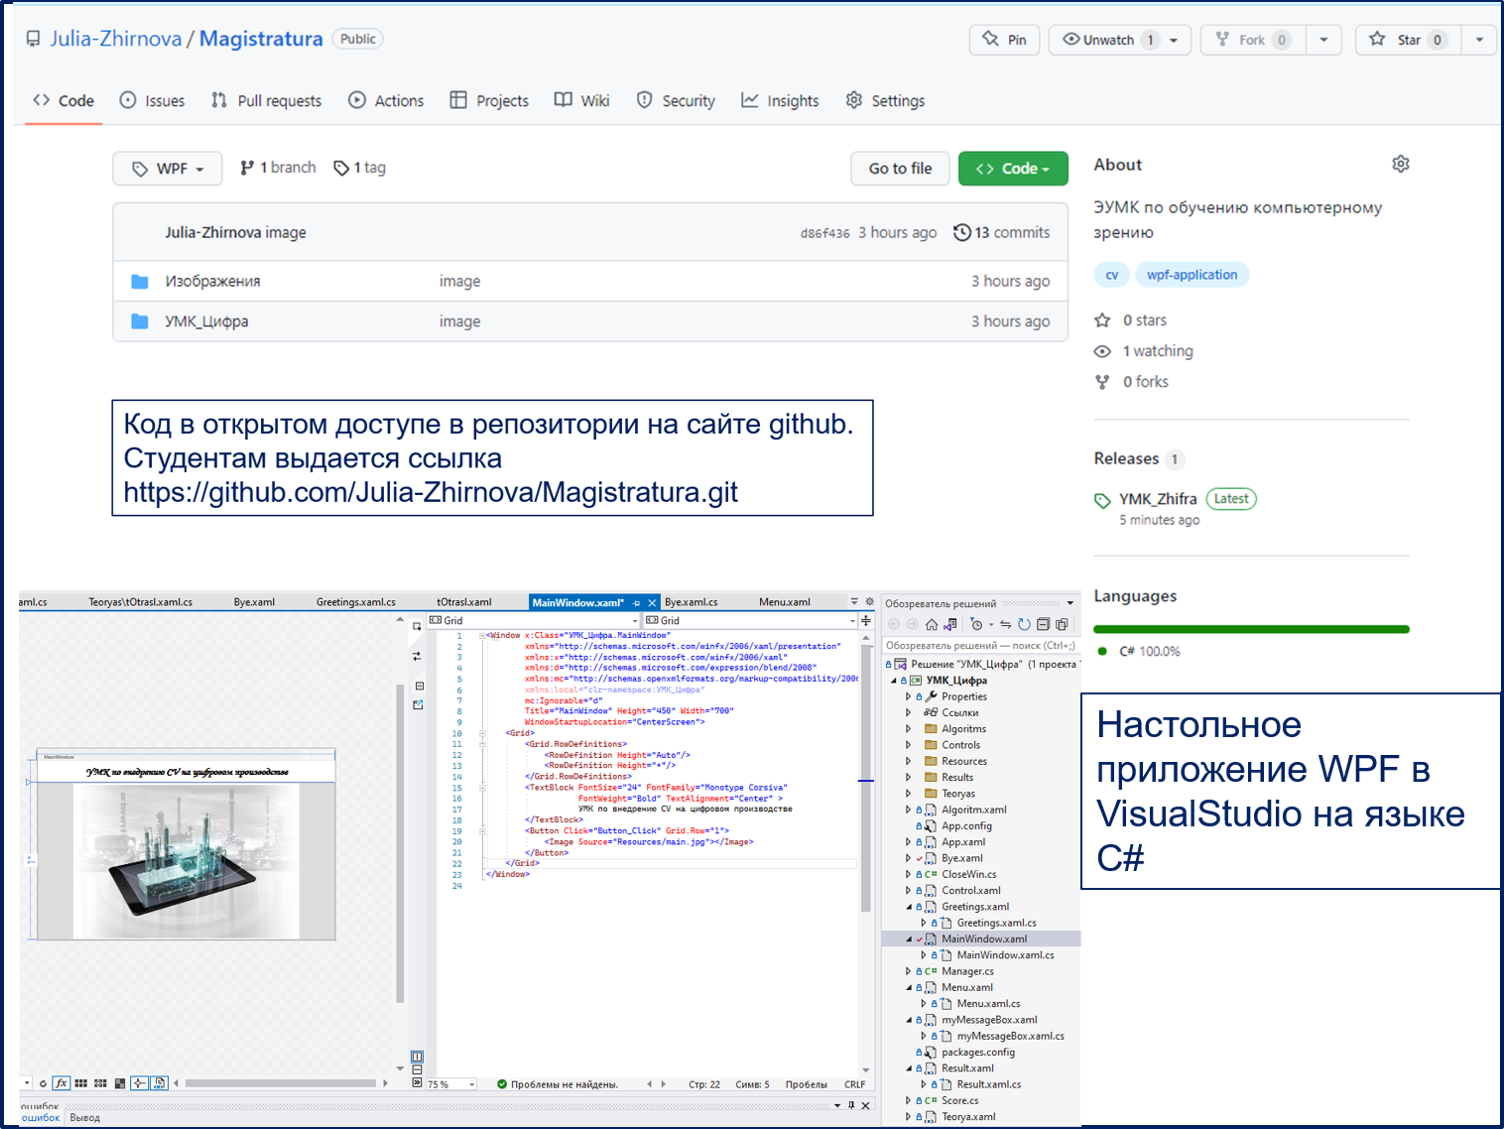 Julia-Zhirnova / Magistratura Public
Pin Unwatch 1 Fork 0 Star 0
Code Issues Pull requests Actions Projects Wiki Security Insights Settings
WPF 1 branch 1 tag Go to file Code
Julia-Zhirnova image d86f436 3 hours ago 13 commits
Изображения image 3 hours ago
УМК_Цифра image 3 hours ago
About
ЭУМК по обучению компьютерному
зрению
cv wpf-application
0 stars
1 watching
0 forks
Releases 1
YMK_Zhifra Latest
5 minutes ago
Languages
C# 100.0%
Код в открытом доступе в репозитории на сайте github.
Студентам выдается ссылка
https://github.com/Julia-Zhirnova/Magistratura.git
aml.cs Teoryas\tOtrasl.xaml.cs Bye.xaml Greetings.xaml.cs tOtrasl.xaml MainWindow.xaml* Bye.xaml.cs Menu.xaml
Grid Grid
1 <Window x:Class="УМК_Цифра.MainWindow"
2 xmlns="http://schemas.microsoft.com/winfx/2006/xaml/presentation"
3 xmlns:x="http://schemas.microsoft.com/winfx/2006/xaml"
4 xmlns:d="http://schemas.microsoft.com/expression/blend/2008"
5 xmlns:mc="http://schemas.openxmlformats.org/markup-compatibility/2006
6 xmlns:local="clr-namespace:УМК_Цифра"
7 mc:Ignorable="d"
8 Title="MainWindow" Height="450" Width="700"
9 WindowStartupLocation="CenterScreen">
10 <Grid>
11 <Grid.RowDefinitions>
12 <RowDefinition Height="Auto"/>
13 <RowDefinition Height="*"/>
14 </Grid.RowDefinitions>
15 <TextBlock FontSize="24" FontFamily="Monotype Corsiva"
16 FontWeight="Bold" TextAlignment="Center" >
17 УМК по внедрению CV на цифровом производстве
18 </TextBlock>
19 <Button Click="Button_Click" Grid.Row="1">
20 <Image Source="Resources/main.jpg"></Image>
21 </Button>
22 </Grid>
23 </Window>
24
MainWindow
УМК по внедрению CV на цифровом производстве
1*
75 % Проблемы не найдены. Стр: 22 Симв: 5 Пробелы CRLF
ошибок
ошибок Вывод
Обозреватель решений
Обозреватель решений — поиск (Ctrl+;)
Решение "УМК_Цифра" (1 проекта
УМК_Цифра
Properties
Ссылки
Algoritms
Controls
Resources
Results
Teoryas
Algoritm.xaml
App.config
App.xaml
Bye.xaml
C# CloseWin.cs
Control.xaml
Greetings.xaml
Greetings.xaml.cs
MainWindow.xaml
MainWindow.xaml.cs
C# Manager.cs
Menu.xaml
Menu.xaml.cs
myMessageBox.xaml
myMessageBox.xaml.cs
packages.config
Result.xaml
Result.xaml.cs
C# Score.cs
Teorya.xaml
Настольное
приложение WPF в
VisualStudio на языке
C#